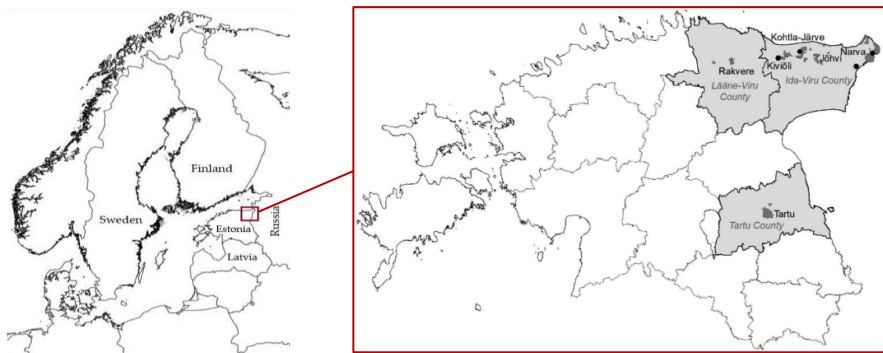 Finland
Sweden
Russia
Estonia
Latvia
Kohtla-Järve
Narva
Kiviõli
Jõhvi
Rakvere
Ida-Viru County
Lääne-Viru
County
Tartu
Tartu County